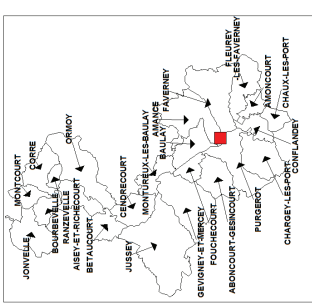 JONVELLE
MONTCOURT
CORRE
BOURBEVELLE
RANZEVELLE
AISEY-ET-RICHECOURT
ORMOY
BETAUCOURT
CENDRECOURT
JUSSEY
MONTUREUX-LES-BAULAY
GEVIGNEY-ET-MERCEY
FOUCHECOURT
ABONCOURT-GESINCOURT
BAULAY
AMANCE
FAVERNEY
PURGEROT
CHARGEY-LES-PORT
CONFLANDEY
FLEUREY
LES-FAVERNEY
AMONCOURT
CHAUX-LES-PORT